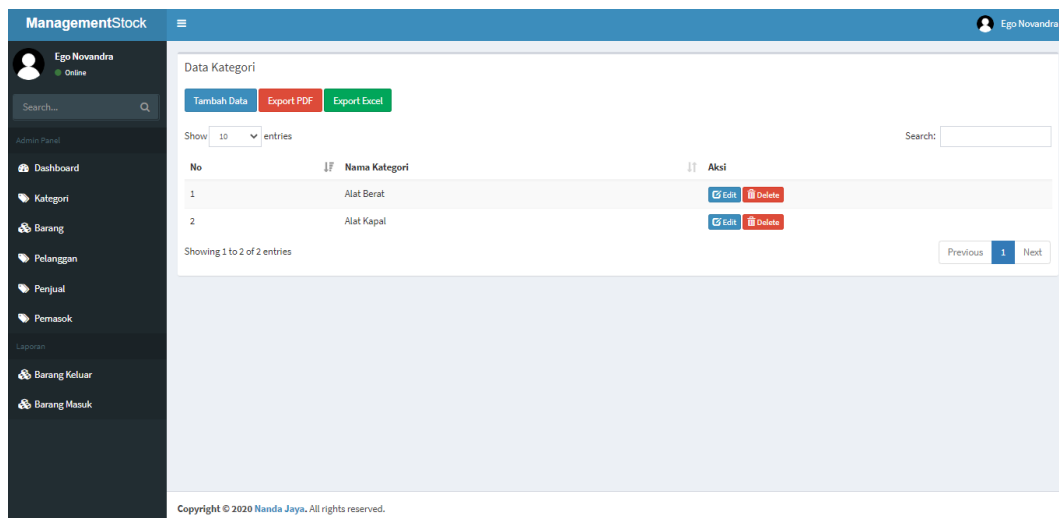 ManagementStock
Ego Novandra
Ego Novandra
Online
Search...
Admin Panel
Dashboard
Kategori
Barang
Pelanggan
Penjual
Pemasok
Laporan
Barang Keluar
Barang Masuk
Data Kategori
Tambah Data Export PDF Export Excel
Show 10 entries Search:
No Nama Kategori Aksi
1 Alat Berat Edit Delete
2 Alat Kapal Edit Delete
Showing 1 to 2 of 2 entries Previous 1 Next
Copyright © 2020 Nanda Jaya. All rights reserved.